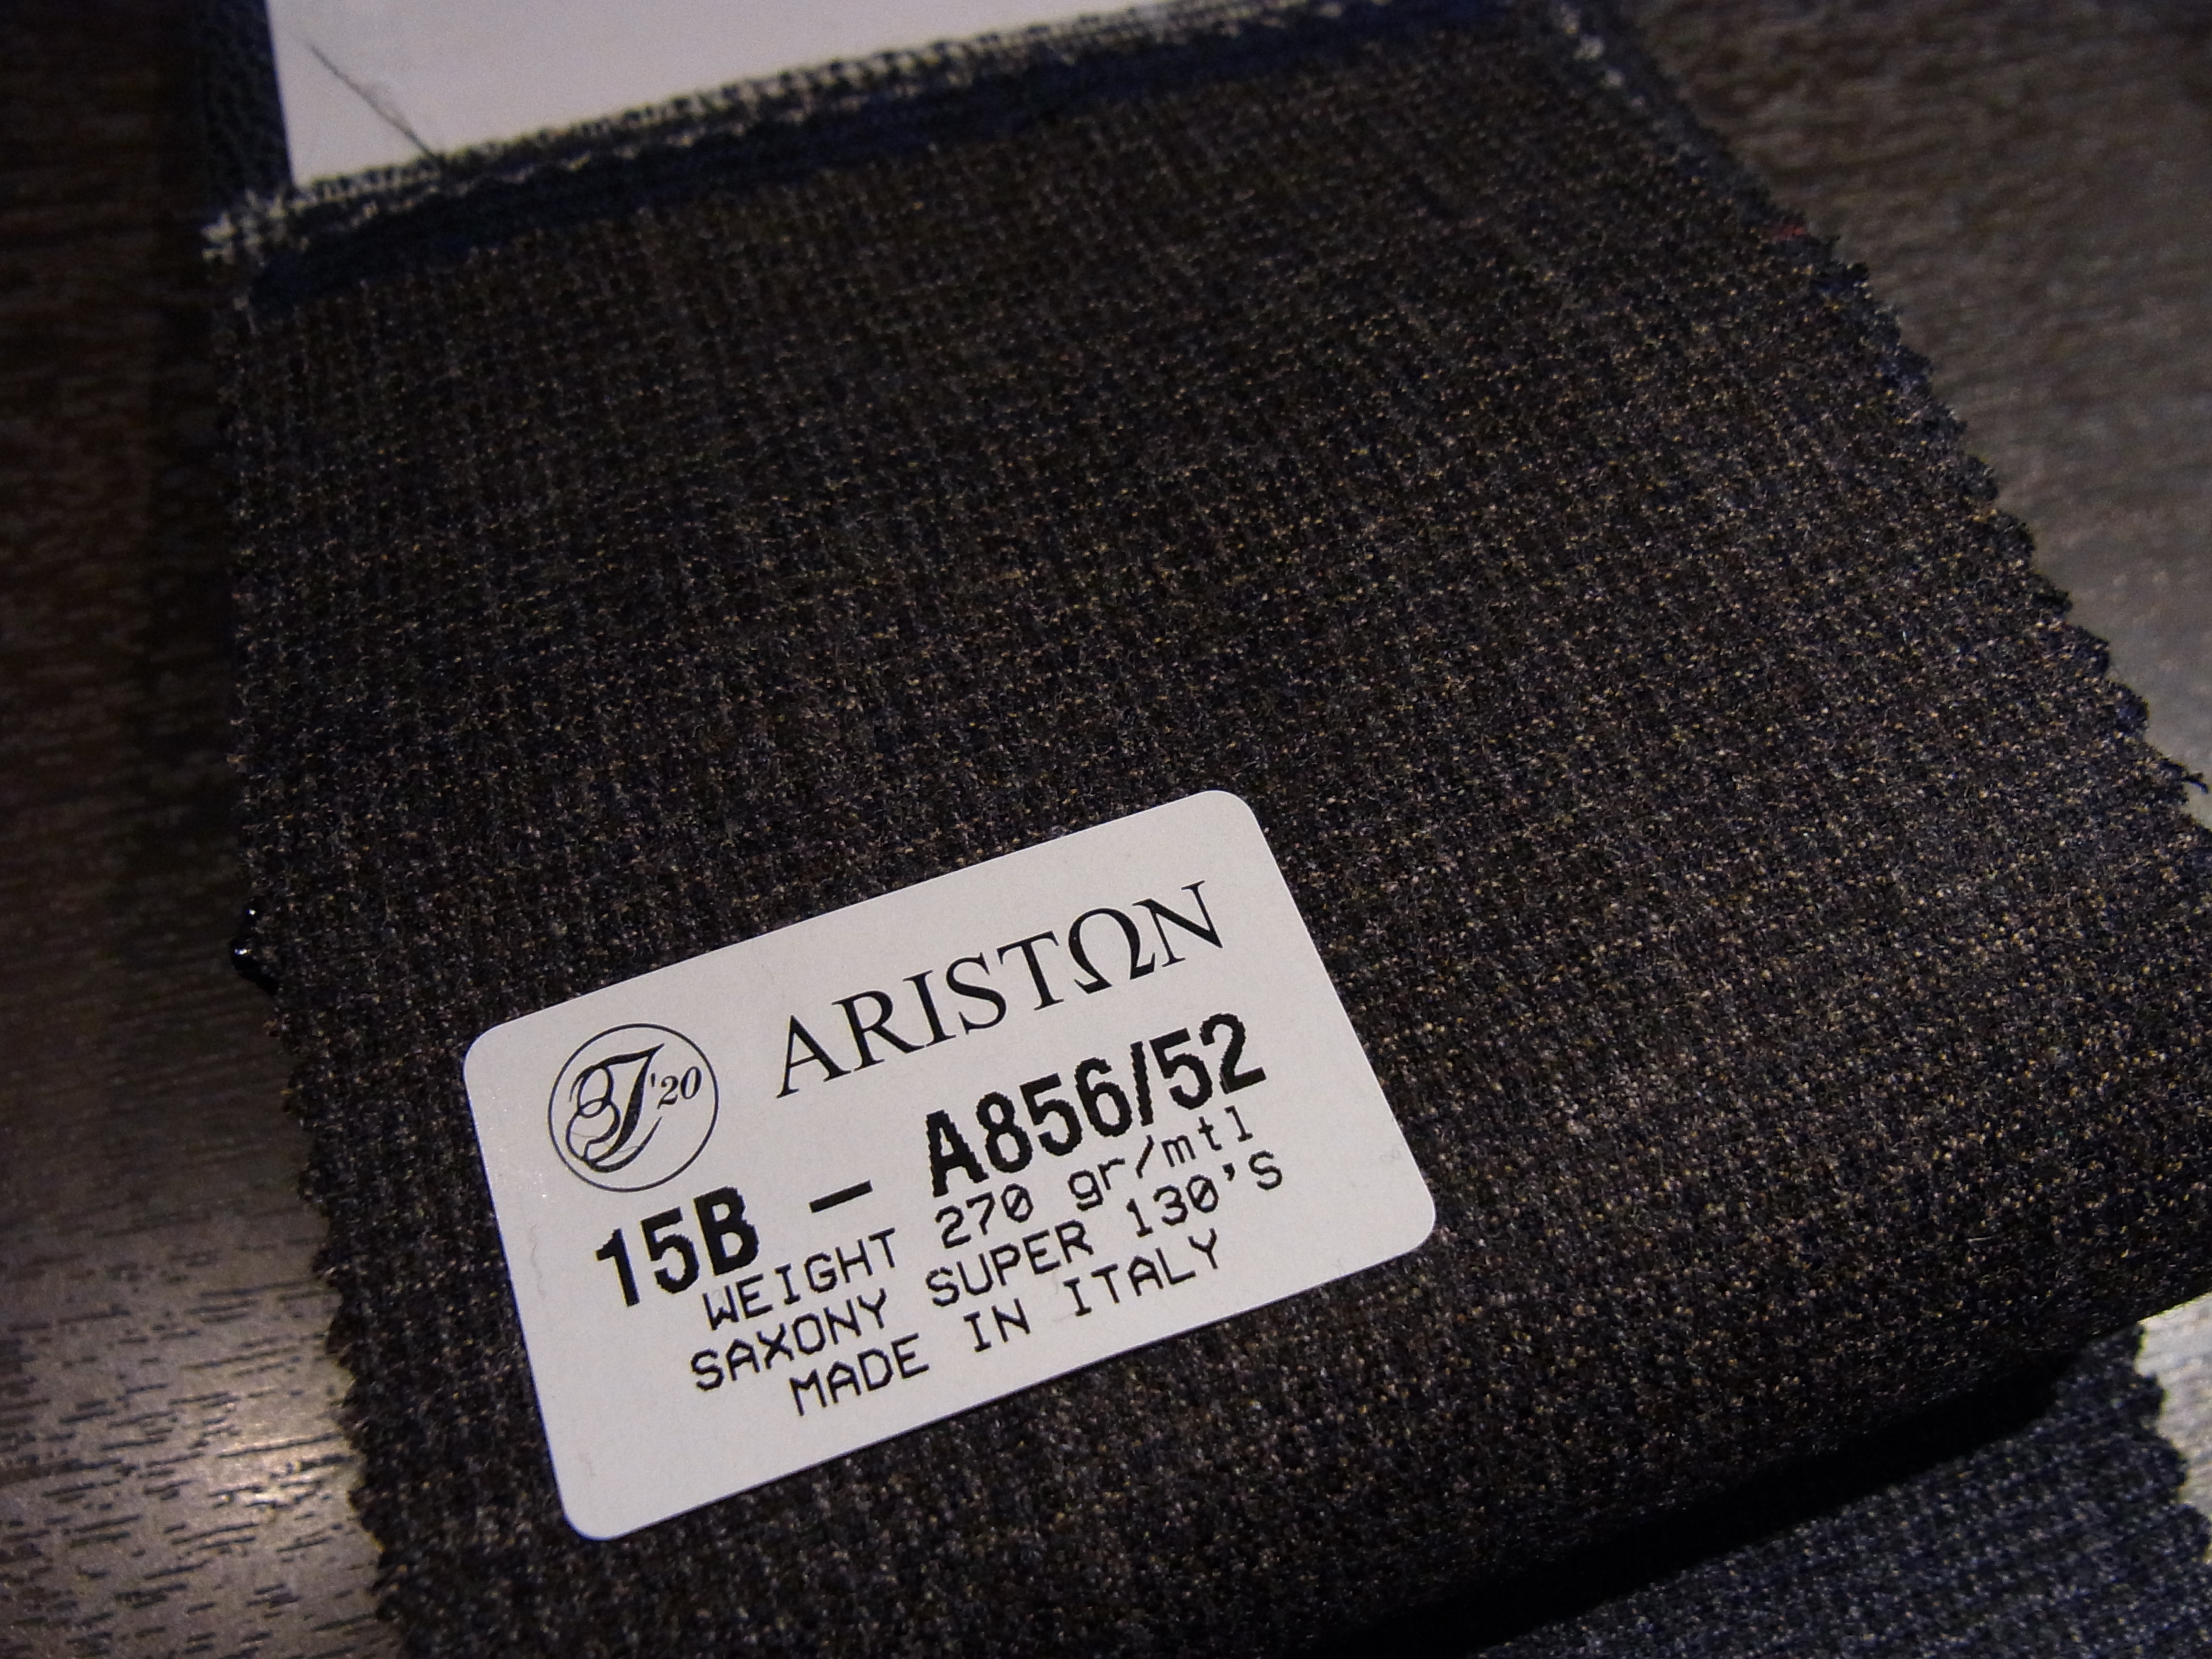 ARISTΩN
T'20
15B - A856/52
WEIGHT 270 gr/mtl
SAXONY SUPER 130'S
MADE IN ITALY